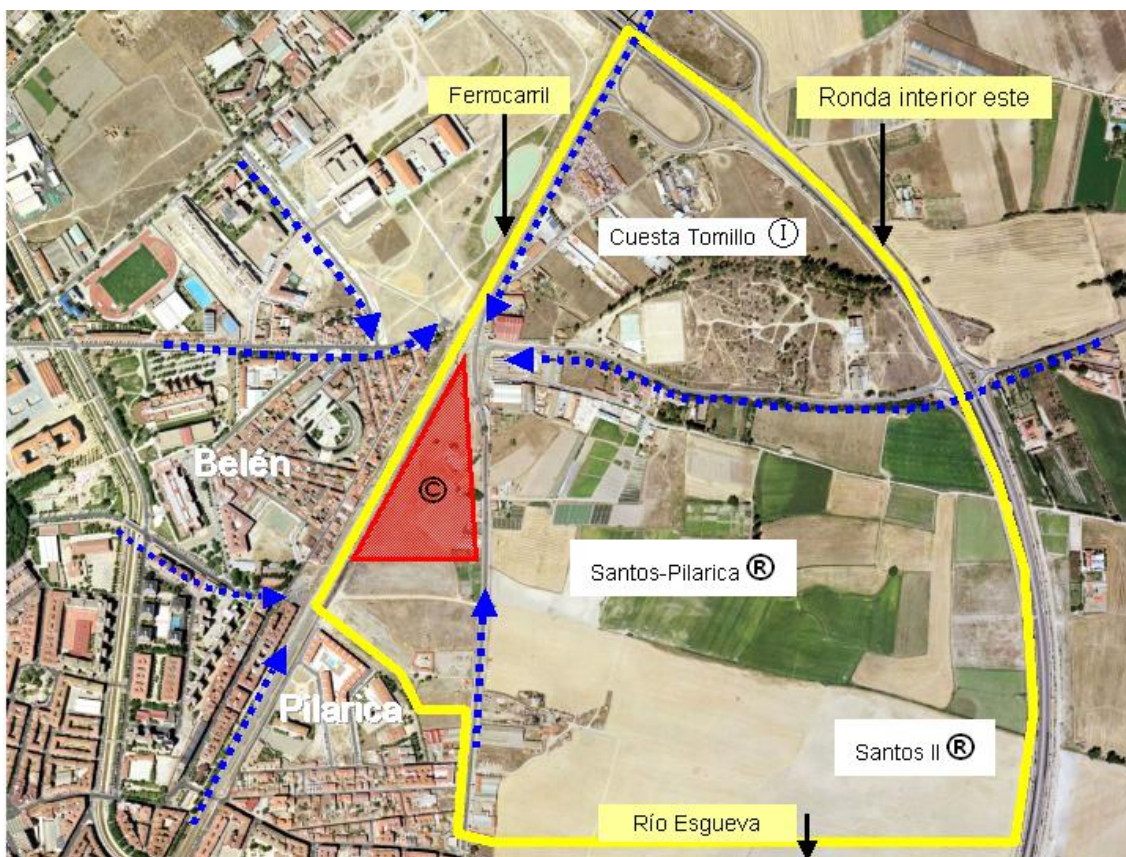 Ferrocarril
Ronda interior este
Cuesta Tomillo Ⓘ
Belén
©
Santos-Pilarica ®
Pilarica
Santos II ®
Río Esgueva